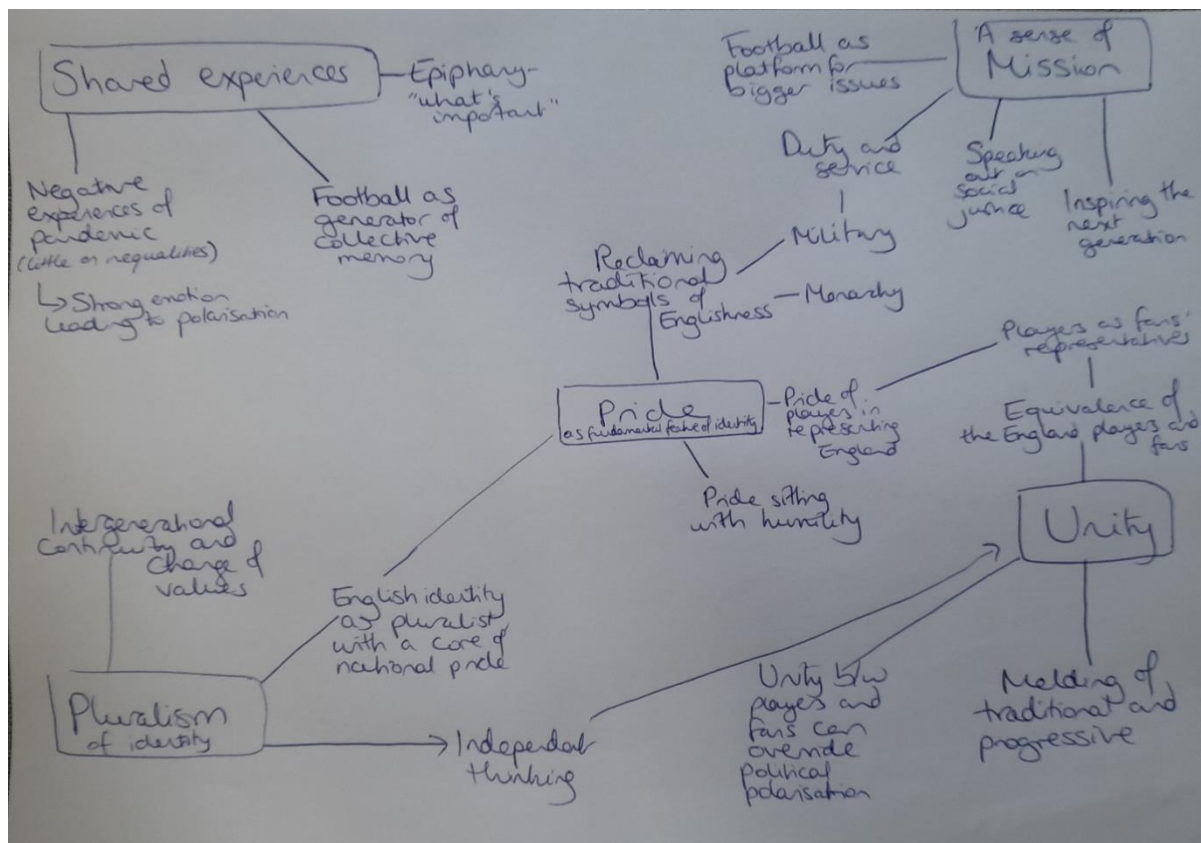 Shared experiences
Epiphany-
"what's
important"
Negative
experiences of
pandemic
(little on inequalities)
↳ Strong emotion
leading to polarisation
Football as
generator of
collective
memory
A sense of
Mission
Football as
platform for
bigger issues
Duty and
service
Speaking
out on
social
justice
Inspiring the
next
generation
Military
Reclaiming
traditional
symbols of
Englishness
Monarchy
Pride
as fundamental feature of identity
Pride of
players in
representing
England
Players as fans'
representatives
Equivalence of
the England players and
fans
Pride sitting
with humility
Unity
Intergenerational
continuity and
change of
values
English identity
as pluralist,
with a core of
national pride
Pluralism
of identity
Independent
thinking
Unity b/w
players and
fans can
override
political
polarisation
Melding of
traditional and
progressive